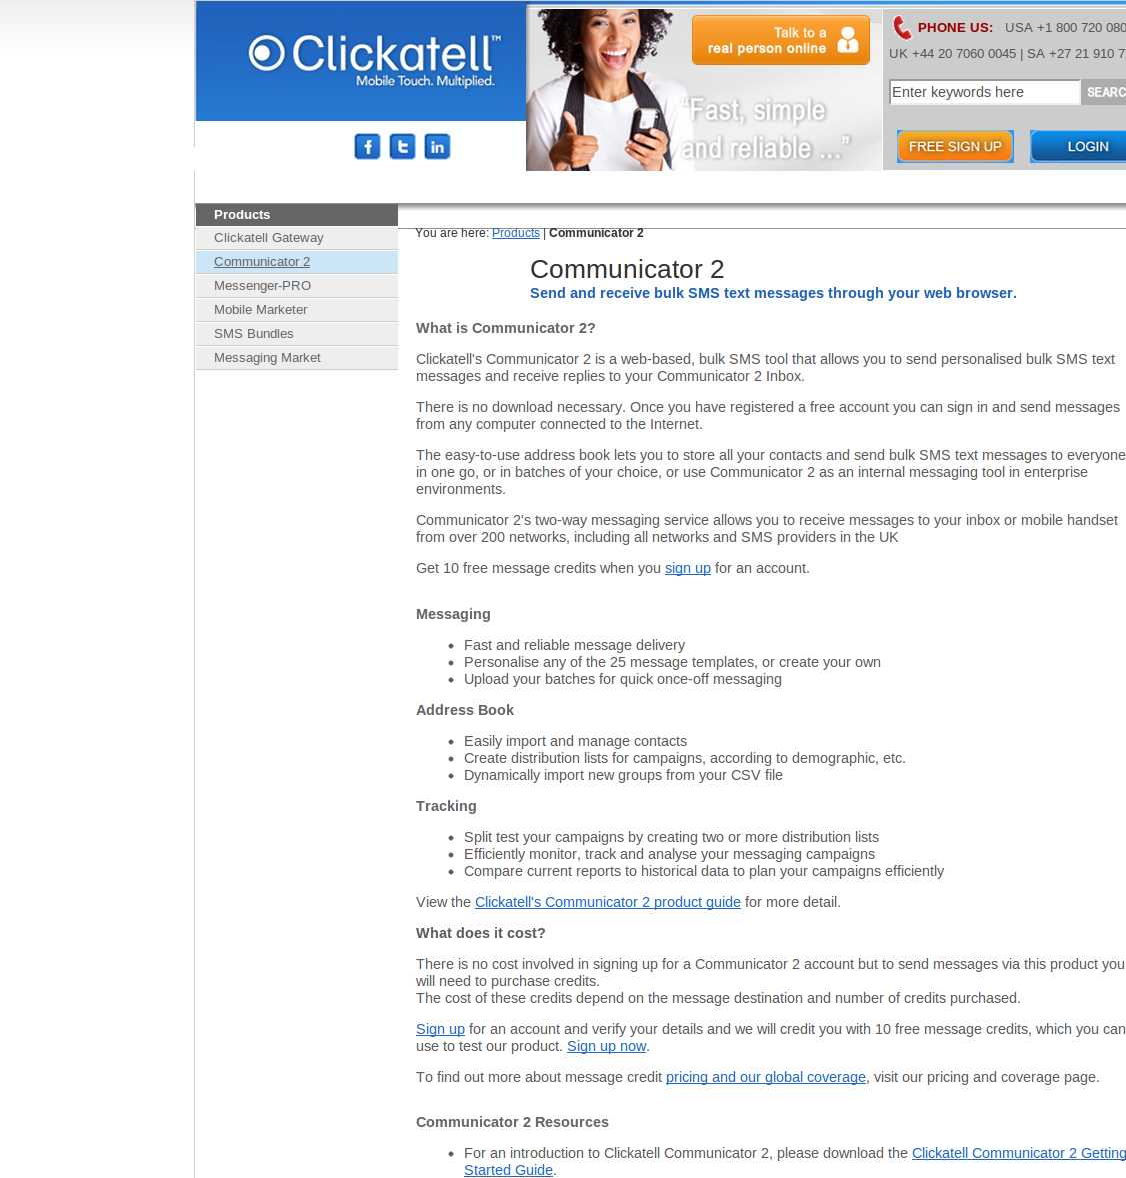 Clickatell™
Mobile Touch. Multiplied.
Talk to a
real person online
"Fast, simple
and reliable ..."
PHONE US: USA +1 800 720
UK +44 20 7060 0045 | SA +27 21 910
Enter keywords here
FREE SIGN UP
LOGIN
Products
Clickatell Gateway
Communicator 2
Messenger-PRO
Mobile Marketer
SMS Bundles
Messaging Market
You are here: Products | Communicator 2
Communicator 2
Send and receive bulk SMS text messages through your web browser.
What is Communicator 2?
Clickatell's Communicator 2 is a web-based, bulk SMS tool that allows you to send personalised bulk SMS text
messages and receive replies to your Communicator 2 Inbox.
There is no download necessary. Once you have registered a free account you can sign in and send messages
from any computer connected to the Internet.
The easy-to-use address book lets you to store all your contacts and send bulk SMS text messages to everyone
in one go, or in batches of your choice, or use Communicator 2 as an internal messaging tool in enterprise
environments.
Communicator 2's two-way messaging service allows you to receive messages to your inbox or mobile handset
from over 200 networks, including all networks and SMS providers in the UK
Get 10 free message credits when you sign up for an account.
Messaging
• Fast and reliable message delivery
• Personalise any of the 25 message templates, or create your own
• Upload your batches for quick once-off messaging
Address Book
• Easily import and manage contacts
• Create distribution lists for campaigns, according to demographic, etc.
• Dynamically import new groups from your CSV file
Tracking
• Split test your campaigns by creating two or more distribution lists
• Efficiently monitor, track and analyse your messaging campaigns
• Compare current reports to historical data to plan your campaigns efficiently
View the Clickatell's Communicator 2 product guide for more detail.
What does it cost?
There is no cost involved in signing up for a Communicator 2 account but to send messages via this product you
will need to purchase credits.
The cost of these credits depend on the message destination and number of credits purchased.
Sign up for an account and verify your details and we will credit you with 10 free message credits, which you can
use to test our product. Sign up now.
To find out more about message credit pricing and our global coverage, visit our pricing and coverage page.
Communicator 2 Resources
• For an introduction to Clickatell Communicator 2, please download the Clickatell Communicator 2 Getting
Started Guide.